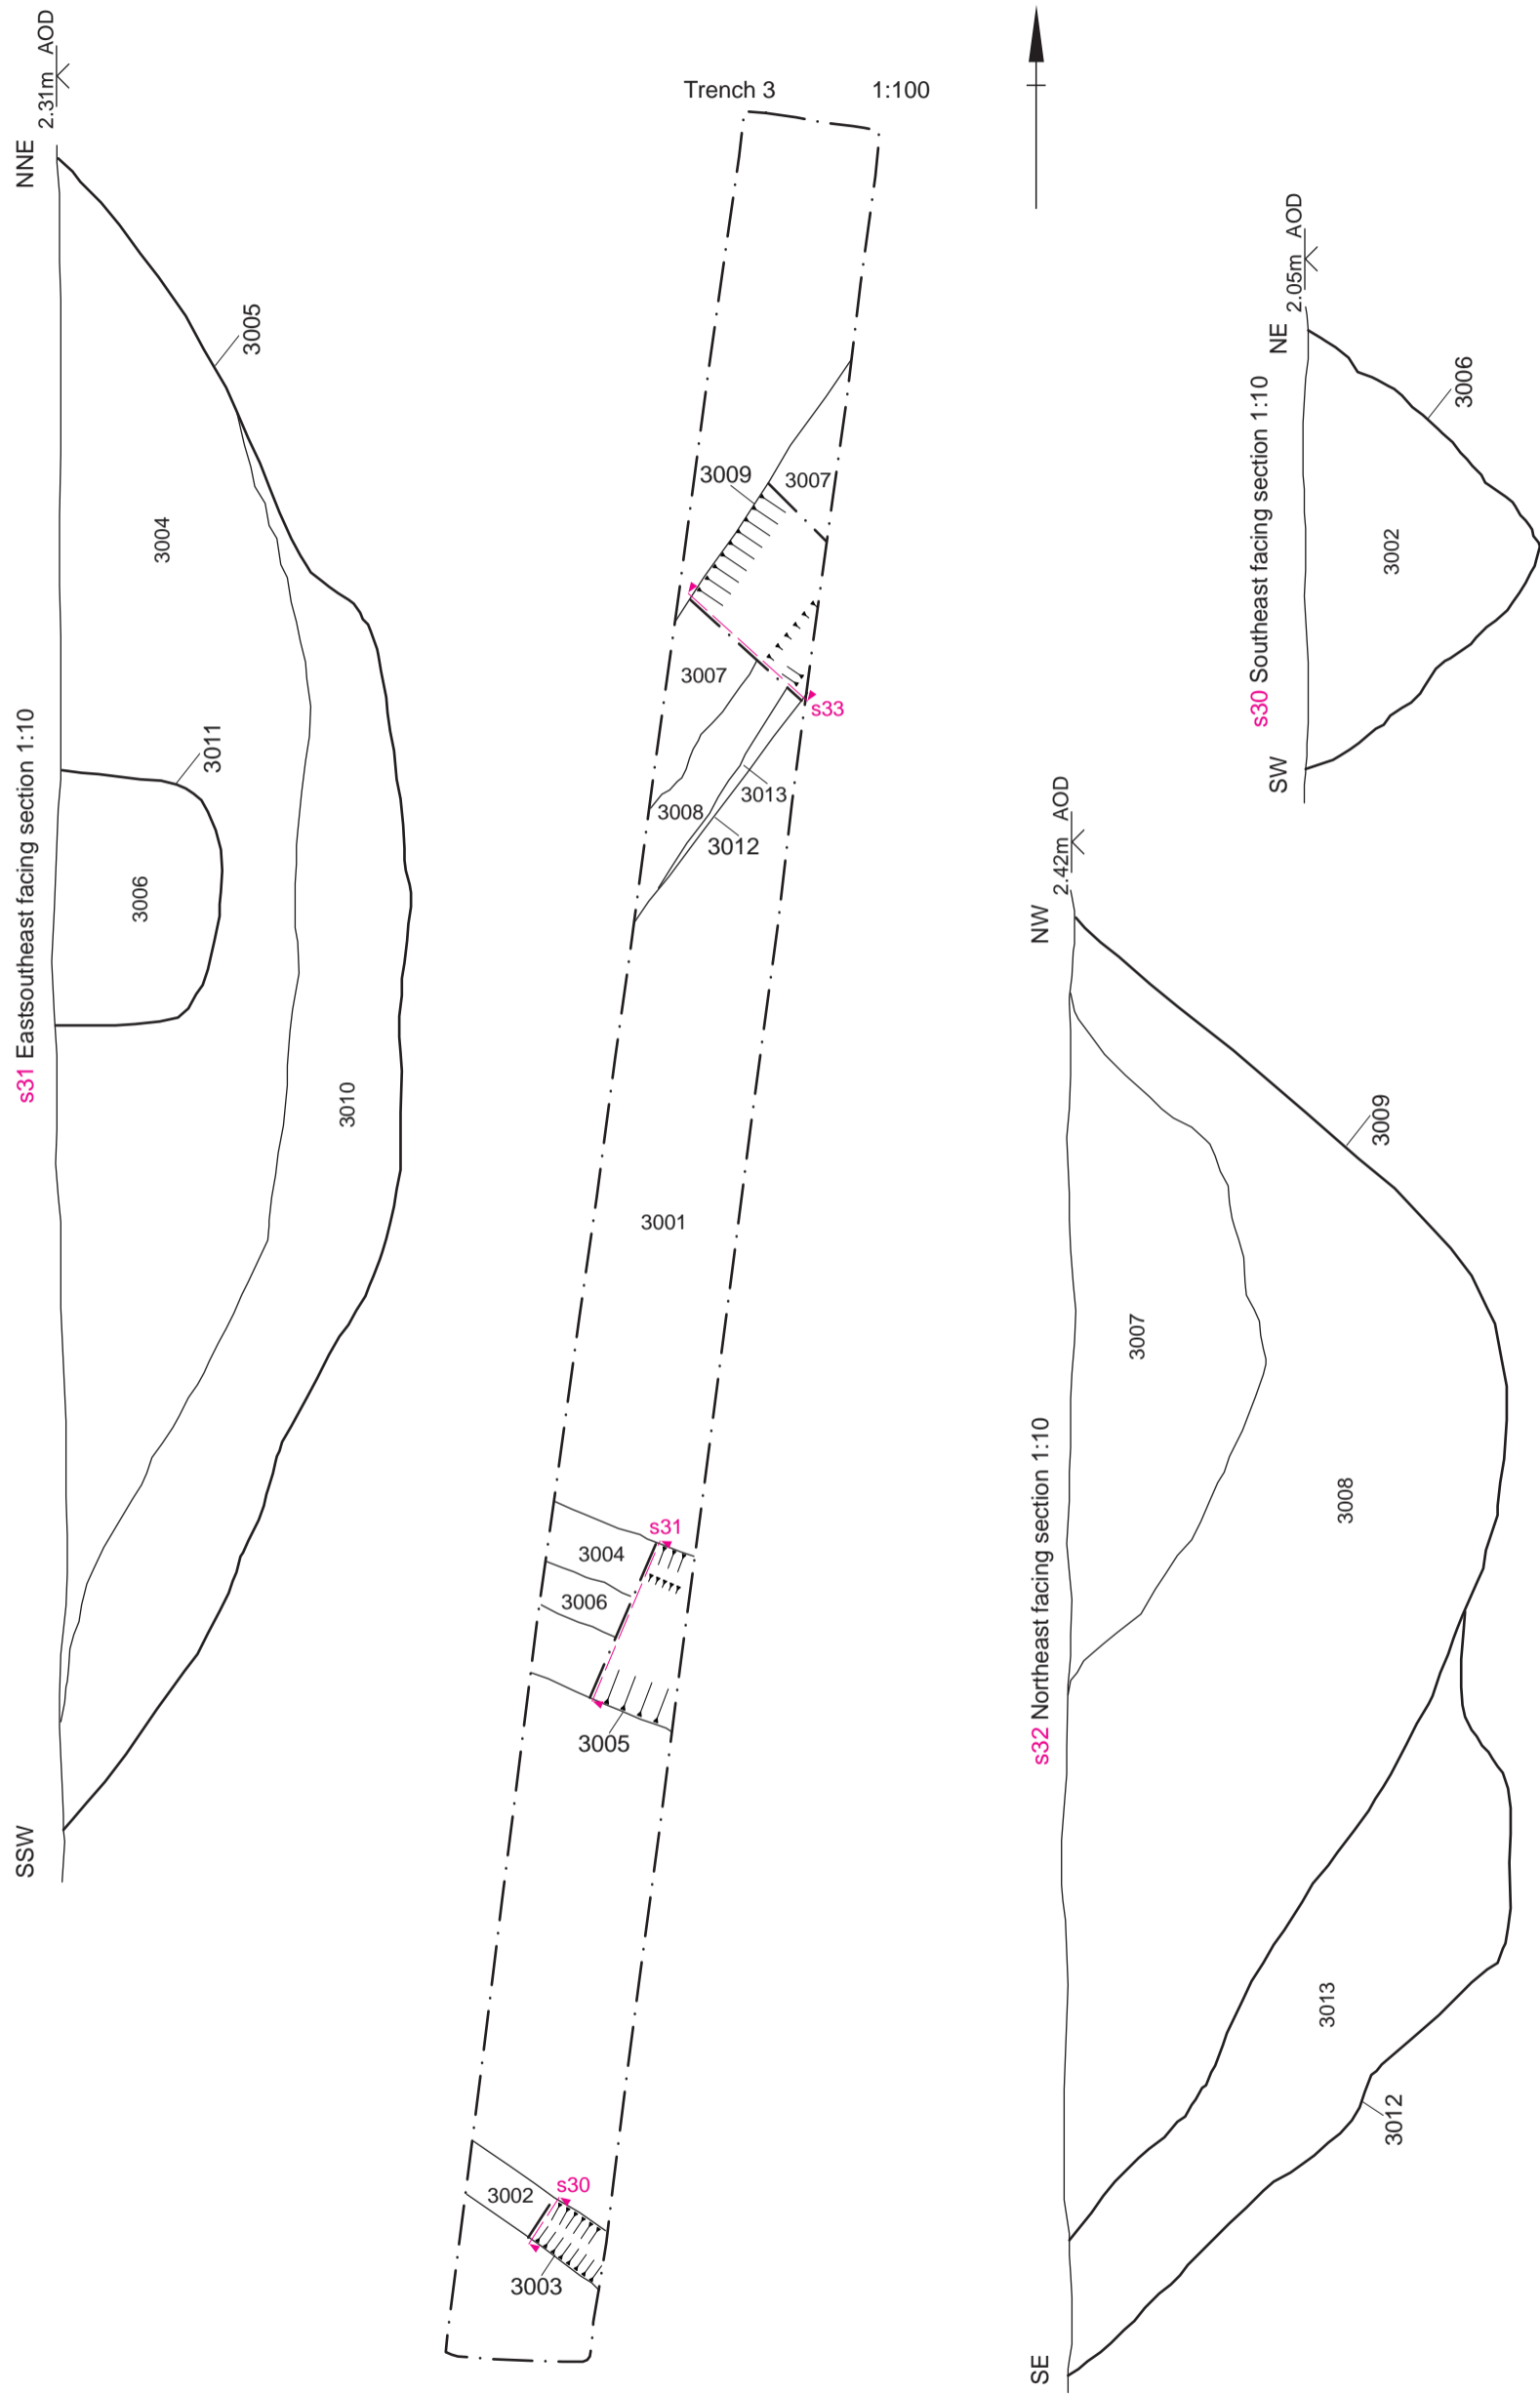 s31 Eastsoutheast facing section 1:10
SSW
NNE
2.31m AOD
3005
3004
3011
3006
3010
Trench 3
1:100
3009
3007
3007
s33
3013
3008
3012
3001
s31
3004
3006
3005
s30
3002
3003
s30 Southeast facing section 1:10
SW
NE
2.05m AOD
3006
3002
s32 Northeast facing section 1:10
SE
NW
2.42m AOD
3009
3007
3008
3013
3012